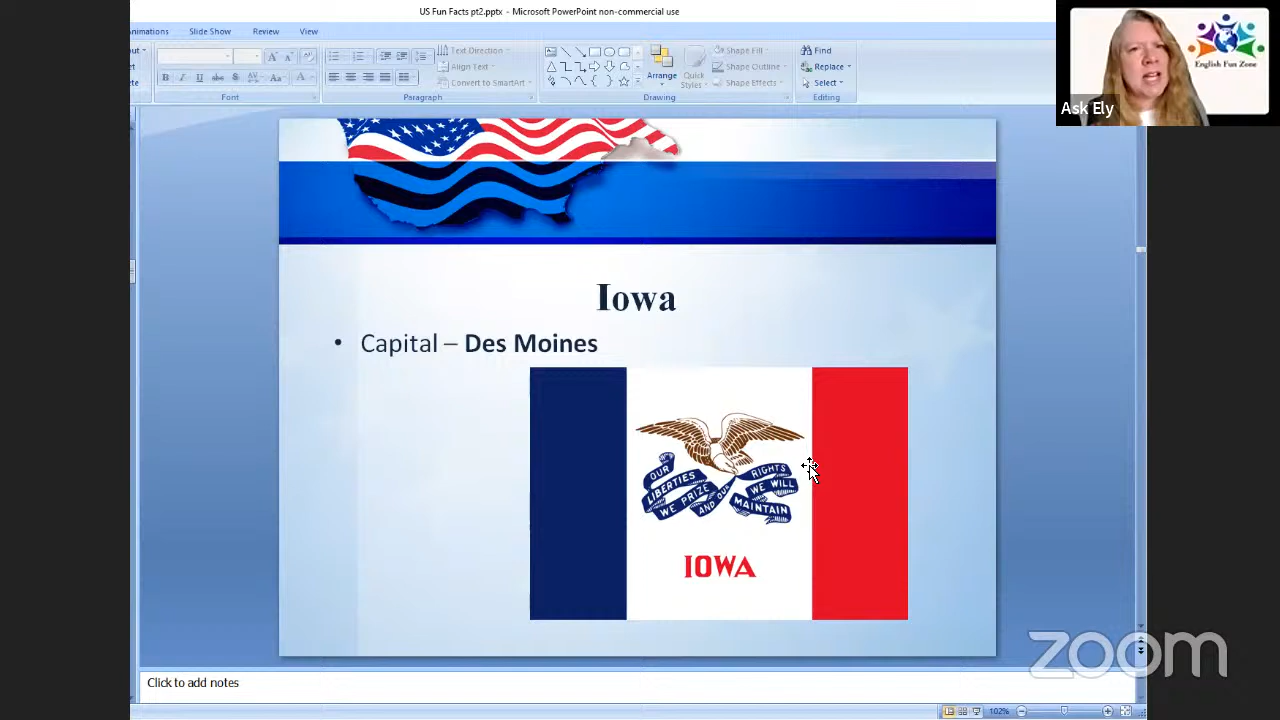 US Fun Facts pt2.pptx - Microsoft PowerPoint non-commercial use
nimations Slide Show Review View
Text Direction
Align Text
Convert to SmartArt
Arrange
Quick Styles
Shape Fill
Shape Outline
Shape Effects
Find
Replace
Select
Font Paragraph Drawing Editing
English Fun Zone
Ask Ely
Iowa
• Capital – Des Moines
OUR
LIBERTIES
WE PRIZE
AND OUR
RIGHTS
WE WILL
MAINTAIN
IOWA
zoom
Click to add notes
102%